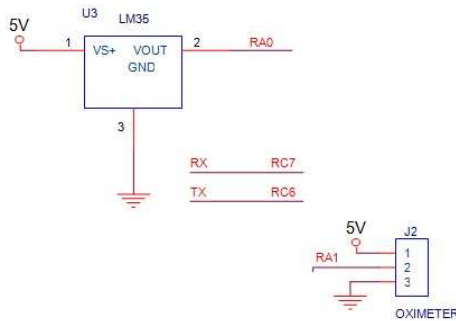 U3 LM35
5V
1 VS+ VOUT 2 RA0
GND
3
RX RC7
TX RC6
5V J2
1
RA1 2
3
OXIMETER